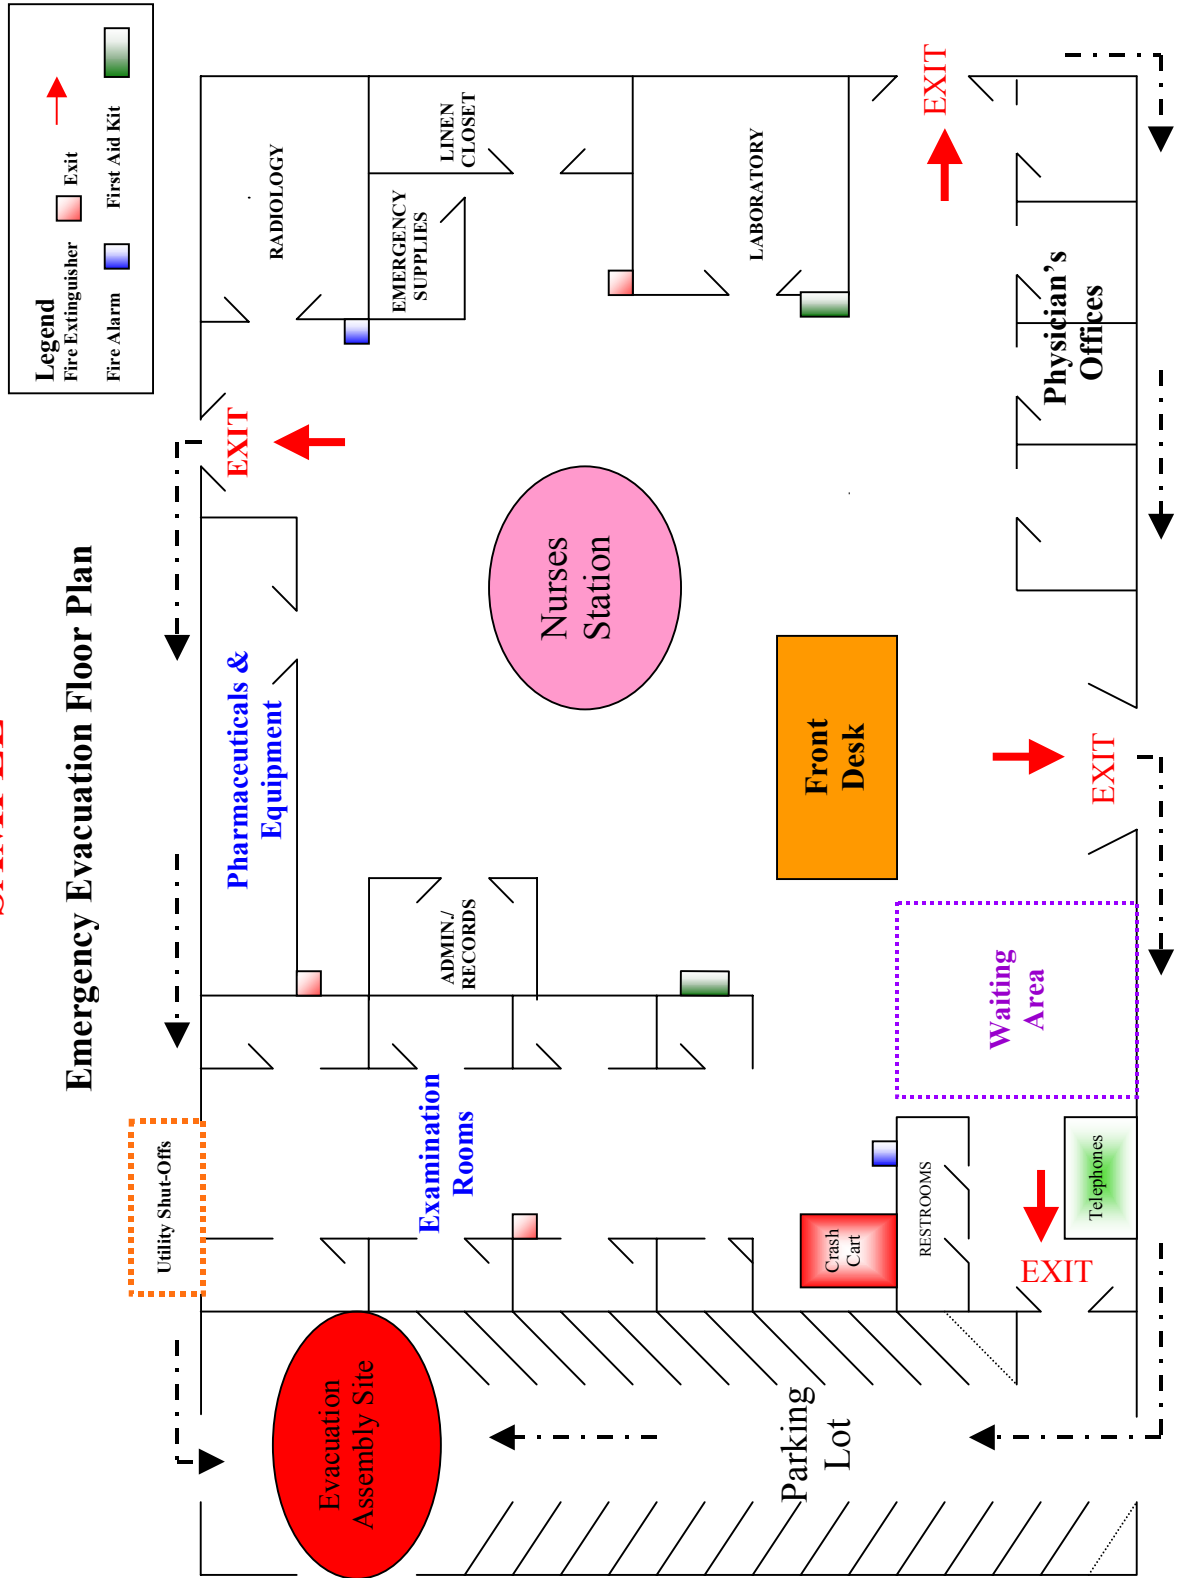 SAMPLE
Emergency Evacuation Floor Plan
Legend
Fire Extinguisher
Exit
Fire Alarm
First Aid Kit
Utility Shut-Offs
Evacuation
Assembly Site
Pharmaceuticals &
Equipment
EXIT
RADIOLOGY
Examination
Rooms
ADMIN./
RECORDS
EMERGENCY
SUPPLIES
LINEN
CLOSET
Nurses
Station
Parking
Lot
Crash
Cart
Front
Desk
LABORATORY
RESTROOMS
EXIT
Waiting
Area
EXIT
Telephones
EXIT
Physician's
Offices